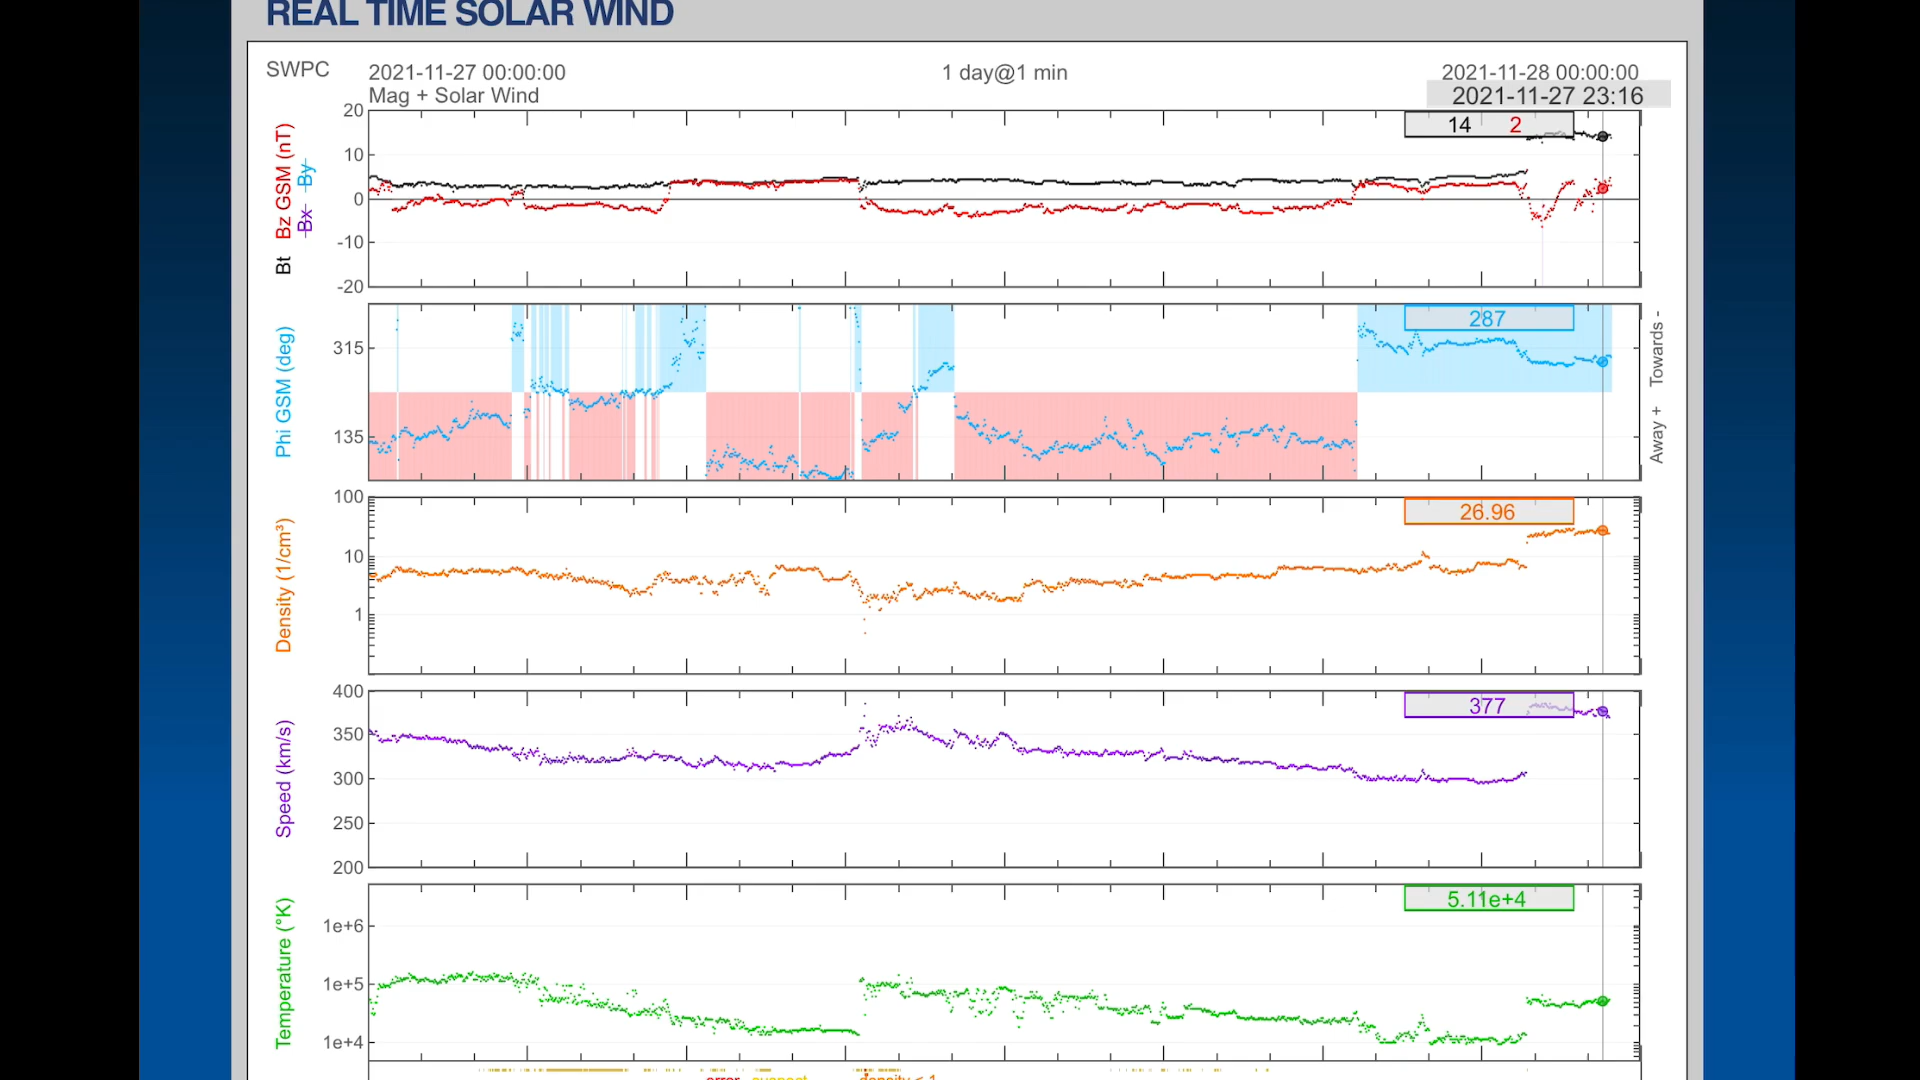 REAL TIME SOLAR WIND
SWPC
2021-11-27 00:00:00
1 day@1 min
2021-11-28 00:00:00
Mag + Solar Wind
2021-11-27 23:16
Bt Bz GSM (nT)
Bx By
20
10
0
-10
-20
14 2
Phi GSM (deg)
315
135
287
Towards -
Away +
Density (1/cm³)
100
10
1
26.96
Speed (km/s)
400
350
300
250
200
377
Temperature (°K)
1e+6
1e+5
1e+4
5.11e+4
error suspect density < 1